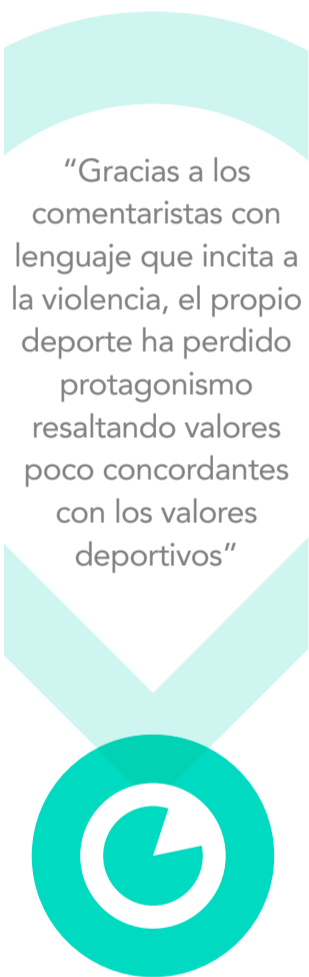 “Gracias a los
comentaristas con
lenguaje que incita a
la violencia, el propio
deporte ha perdido
protagonismo
resaltando valores
poco concordantes
con los valores
deportivos”